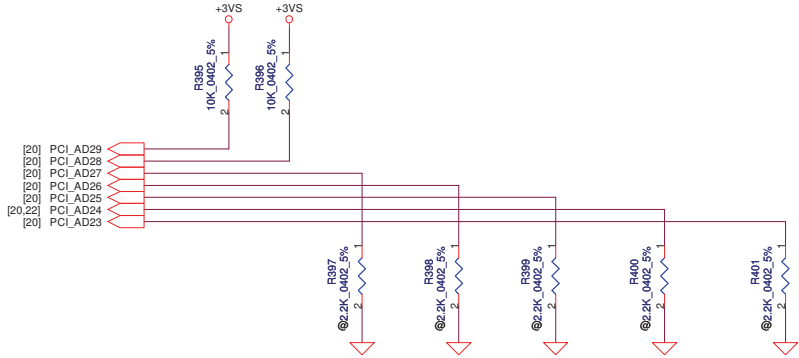 +3VS
+3VS
1
1
R395
10K_0402_5%
R396
10K_0402_5%
2
2
[20] PCI_AD29
[20] PCI_AD28
[20] PCI_AD27
[20] PCI_AD26
[20] PCI_AD25
[20,22] PCI_AD24
[20] PCI_AD23
1
1
1
1
1
R397
@2.2K_0402_5%
R398
@2.2K_0402_5%
R399
@2.2K_0402_5%
R400
@2.2K_0402_5%
R401
@2.2K_0402_5%
2
2
2
2
2